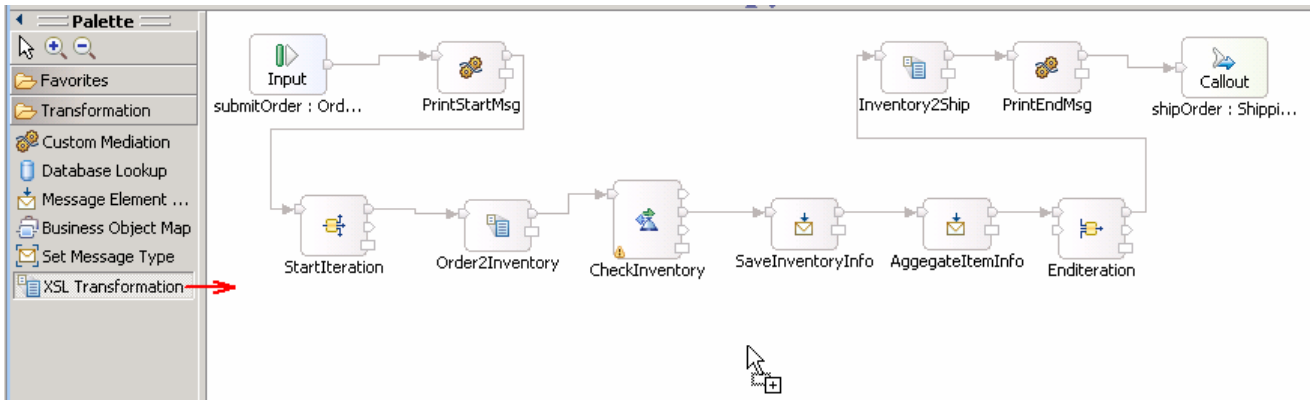 Palette
Favorites
Transformation
Custom Mediation
Database Lookup
Message Element ...
Business Object Map
Set Message Type
XSL Transformation
Input
submitOrder : Ord...
PrintStartMsg
Inventory2Ship
PrintEndMsg
Callout
shipOrder : Shippi...
StartIteration
Order2Inventory
CheckInventory
SaveInventoryInfo
AggegateItemInfo
Enditeration